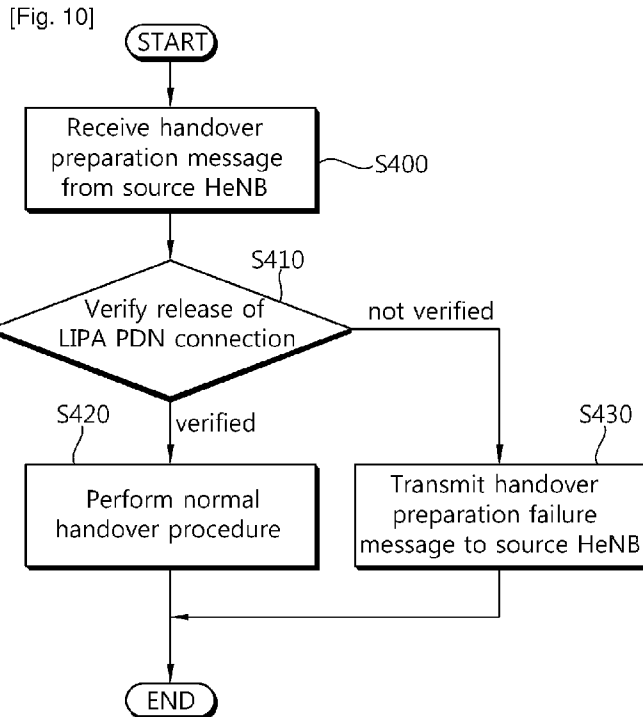 [Fig. 10]
START
Receive handover
preparation message
from source HeNB
S400
S410
Verify release of
LIPA PDN connection
not verified
verified
S420
Perform normal
handover procedure
S430
Transmit handover
preparation failure
message to source HeNB
END